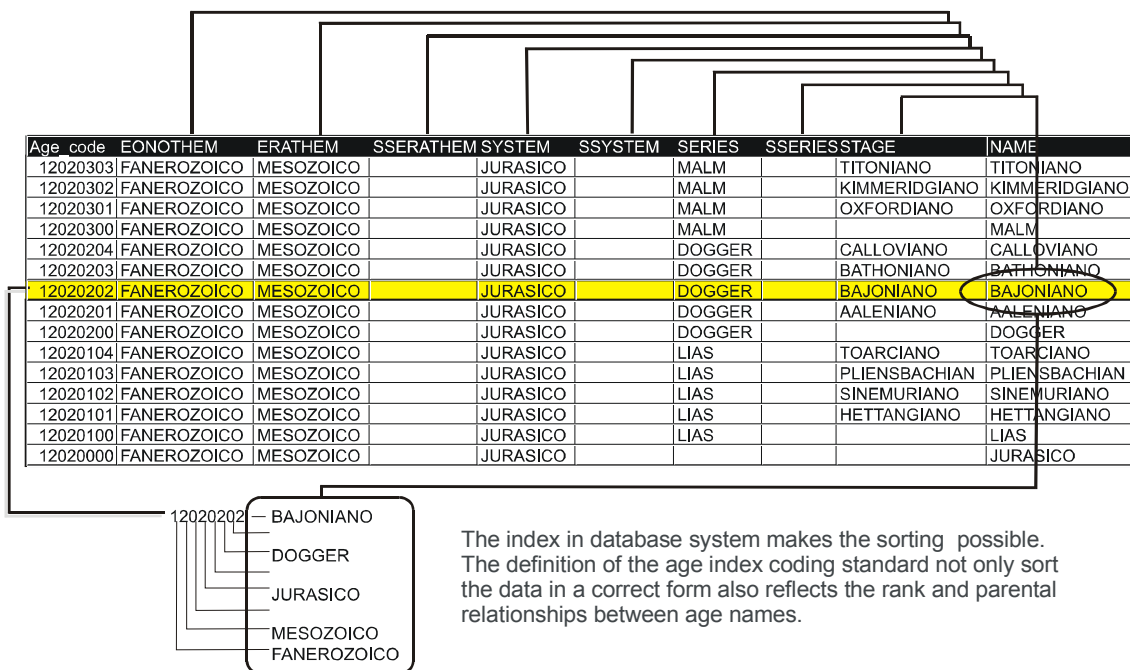 Age_code EONOTHEM ERATHEM SSERATHEM SYSTEM SSYSTEM SERIES SSERIES STAGE NAME
12020303 FANEROZOICO MESOZOICO JURASICO MALM TITONIANO TITONIANO
12020302 FANEROZOICO MESOZOICO JURASICO MALM KIMMERIDGIANO KIMMERIDGIANO
12020301 FANEROZOICO MESOZOICO JURASICO MALM OXFORDIANO OXFORDIANO
12020300 FANEROZOICO MESOZOICO JURASICO MALM MALM
12020204 FANEROZOICO MESOZOICO JURASICO DOGGER CALLOVIANO CALLOVIANO
12020203 FANEROZOICO MESOZOICO JURASICO DOGGER BATHONIANO BATHONIANO
12020202 FANEROZOICO MESOZOICO JURASICO DOGGER BAJONIANO BAJONIANO
12020201 FANEROZOICO MESOZOICO JURASICO DOGGER AALENIANO AALENIANO
12020200 FANEROZOICO MESOZOICO JURASICO DOGGER DOGGER
12020104 FANEROZOICO MESOZOICO JURASICO LIAS TOARCIANO TOARCIANO
12020103 FANEROZOICO MESOZOICO JURASICO LIAS PLIENSBACHIAN PLIENSBACHIAN
12020102 FANEROZOICO MESOZOICO JURASICO LIAS SINEMURIANO SINEMURIANO
12020101 FANEROZOICO MESOZOICO JURASICO LIAS HETTANGIANO HETTANGIANO
12020100 FANEROZOICO MESOZOICO JURASICO LIAS LIAS
12020000 FANEROZOICO MESOZOICO JURASICO JURASICO
12020202 — BAJONIANO
DOGGER
JURASICO
MESOZOICO
FANEROZOICO
The index in database system makes the sorting possible.
The definition of the age index coding standard not only sort
the data in a correct form also reflects the rank and parental
relationships between age names.